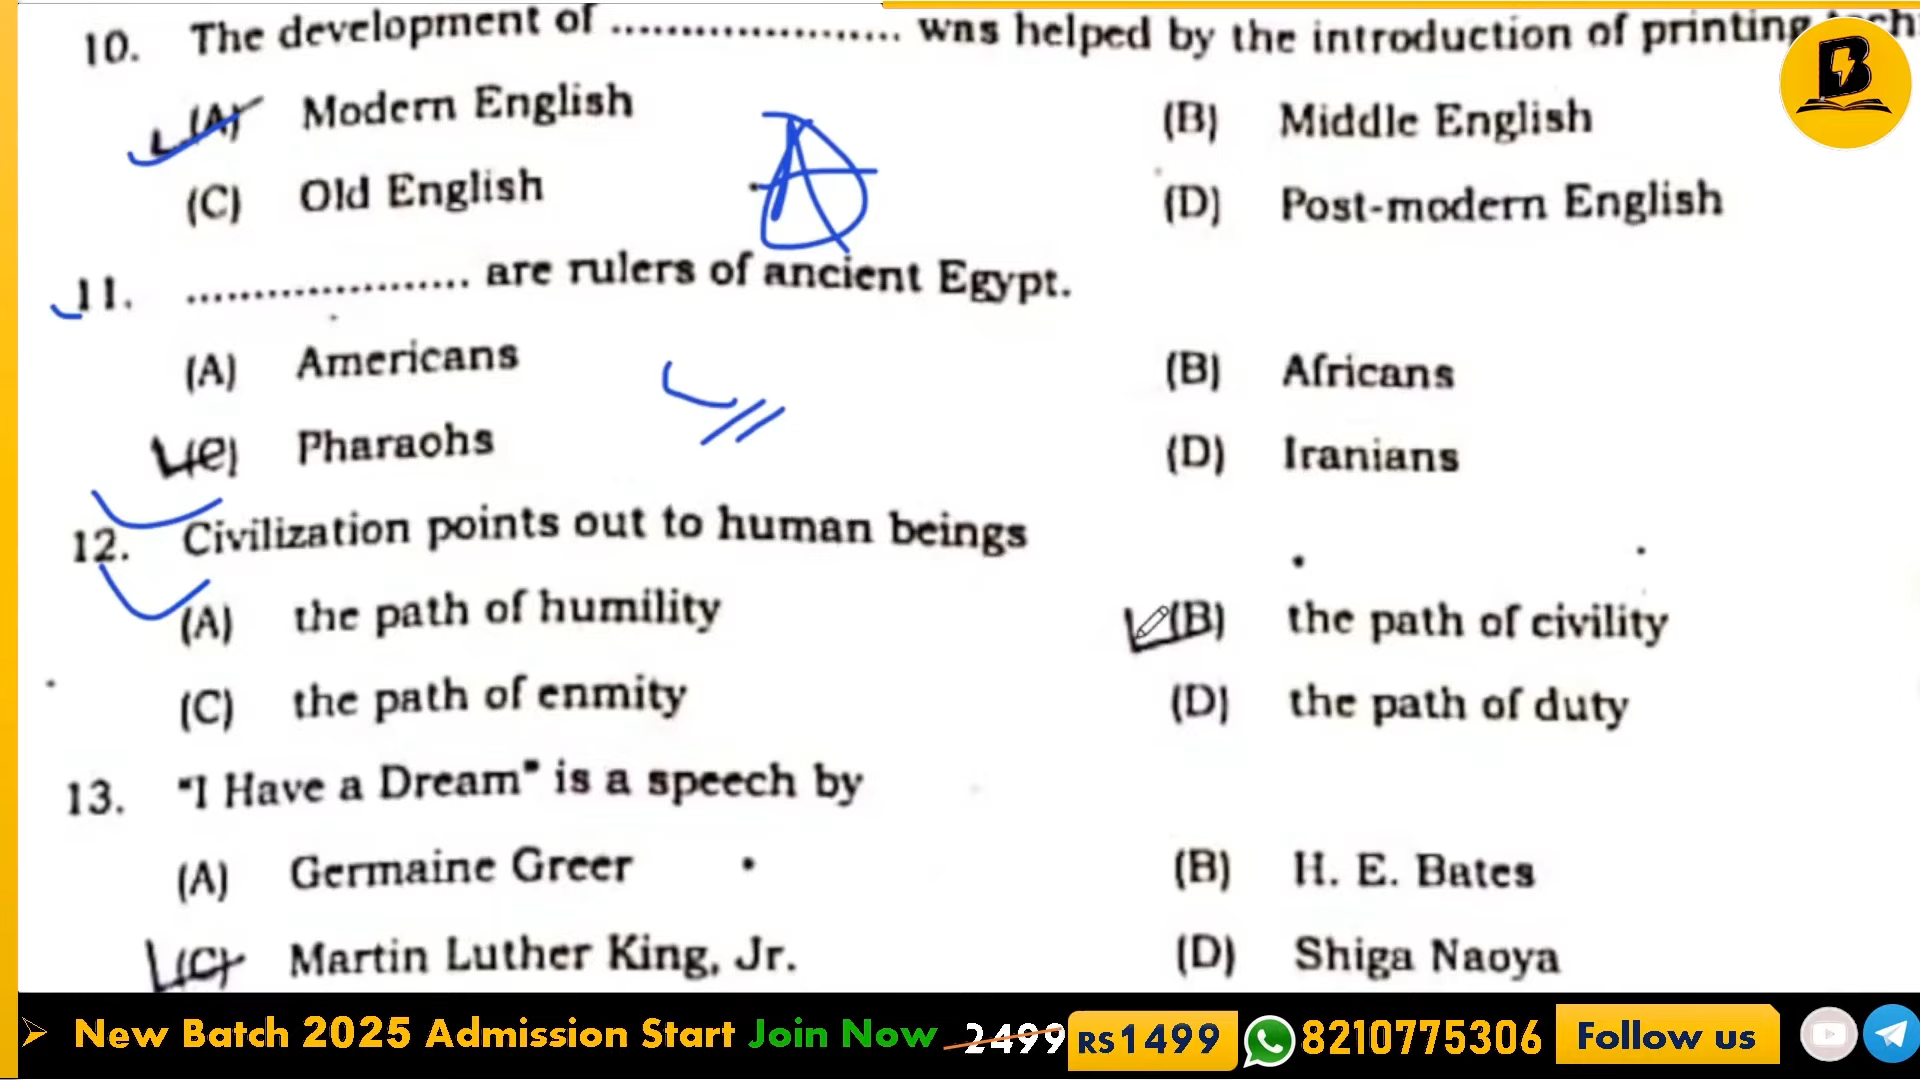 10. The development of ..................... was helped by the introduction of printing
(A) Modern English (B) Middle English
(C) Old English (D) Post-modern English
A
11. ..................... are rulers of ancient Egypt.
(A) Americans (B) Africans
(C) Pharaohs (D) Iranians
12. Civilization points out to human beings
(A) the path of humility (B) the path of civility
(C) the path of enmity (D) the path of duty
13. "I Have a Dream" is a speech by
(A) Germaine Greer (B) H. E. Bates
(C) Martin Luther King, Jr. (D) Shiga Naoya
B
New Batch 2025 Admission Start Join Now 2499 RS1499 8210775306 Follow us